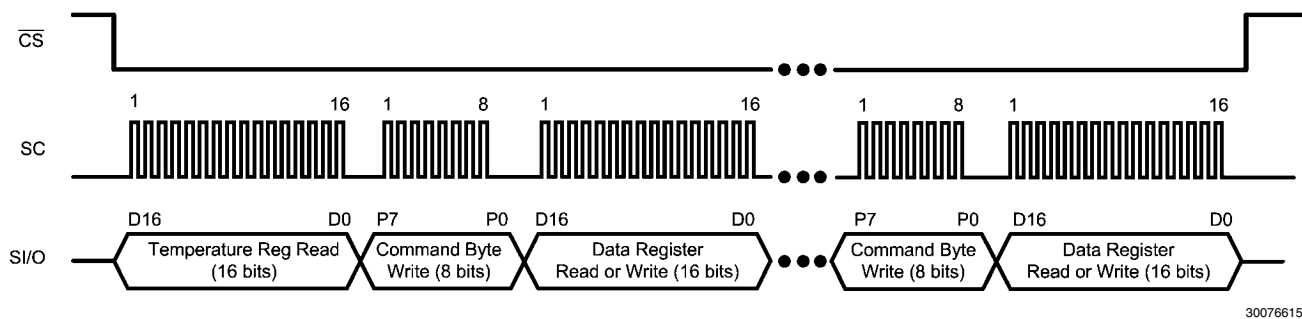 CS
1 16 1 8 1 16 1 8 1 16
SC
D16 D0 P7 P0 D16 D0 P7 P0 D16 D0
SI/O
Temperature Reg Read
(16 bits)
Command Byte
Write (8 bits)
Data Register
Read or Write (16 bits)
Command Byte
Write (8 bits)
Data Register
Read or Write (16 bits)
30076615